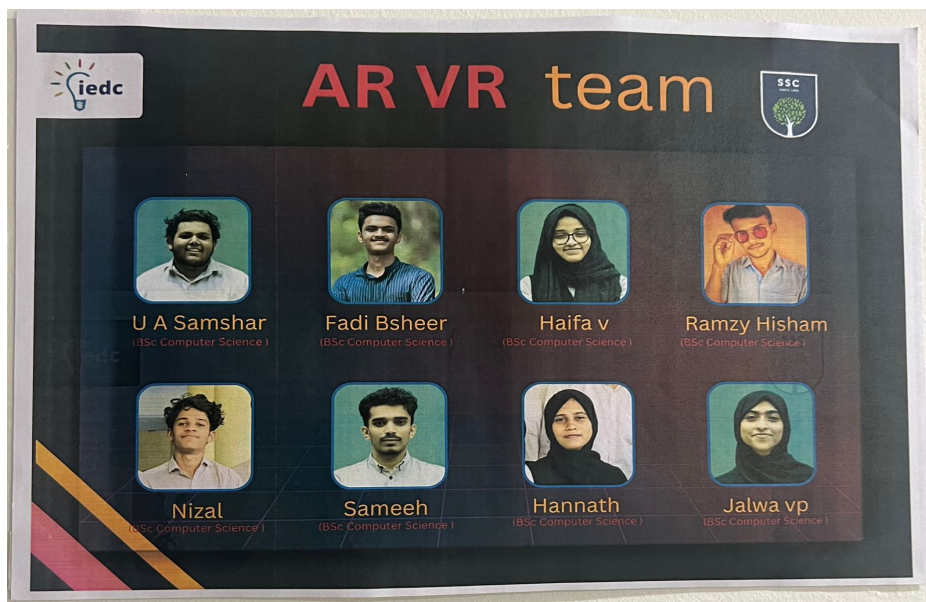 iedc
AR VR team
SSC
U A Samshar
Fadi Bsheer
Haifa v
Ramzy Hisham
(BSc Computer Science )
(BSc Computer Science )
(BSc Computer Science )
(BSc Computer Science )
iedc
Nizal
Sameeh
Hannath
Jalwa vp
(BSc Computer Science )
(BSc Computer Science )
(BSc Computer Science )
(BSc Computer Science )